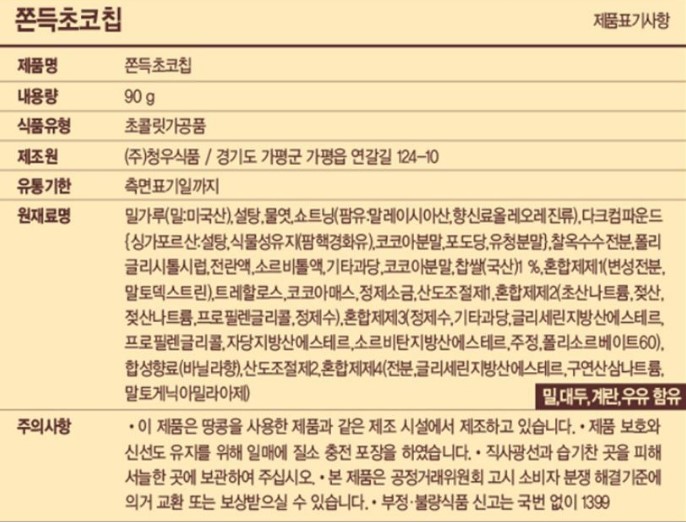 쫀득초코칩
제품표기사항
제품명 쫀득초코칩
내용량 90 g
식품유형 초콜릿가공품
제조원 (주)청우식품 / 경기도 가평군 가평읍 연갈길 124-10
유통기한 측면표기일까지
원재료명 밀가루(밀:미국산),설탕,물엿,쇼트닝(팜유:말레이시아산,향신료올레오레진류),다크컴파운드
{싱가포르산:설탕,식물성유지(팜핵경화유),코코아분말,포도당,유청분말},찰옥수수전분,폴리
글리시톨시럽,전란액,소르비톨액,기타과당,코코아분말,찹쌀(국산)1 %,혼합제제1(변성전분,
말토덱스트린),트레할로스,코코아매스,정제소금,산도조절제1,혼합제제2(초산나트륨,젖산,
젖산나트륨,프로필렌글리콜,정제수),혼합제제3(정제수,기타과당,글리세린지방산에스테르,
프로필렌글리콜,자당지방산에스테르,소르비탄지방산에스테르,주정,폴리소르베이트60),
합성향료(바닐라향),산도조절제2,혼합제제4(전분,글리세린지방산에스테르,구연산삼나트륨,
말토게닉아밀라아제)
밀,대두,계란,우유 함유
주의사항 • 이 제품은 땅콩을 사용한 제품과 같은 제조 시설에서 제조하고 있습니다. • 제품 보호와
신선도 유지를 위해 일매에 질소 충전 포장을 하였습니다. • 직사광선과 습기찬 곳을 피해
서늘한 곳에 보관하여 주십시오. • 본 제품은 공정거래위원회 고시 소비자 분쟁 해결기준에
의거 교환 또는 보상받으실 수 있습니다. • 부정·불량식품 신고는 국번 없이 1399